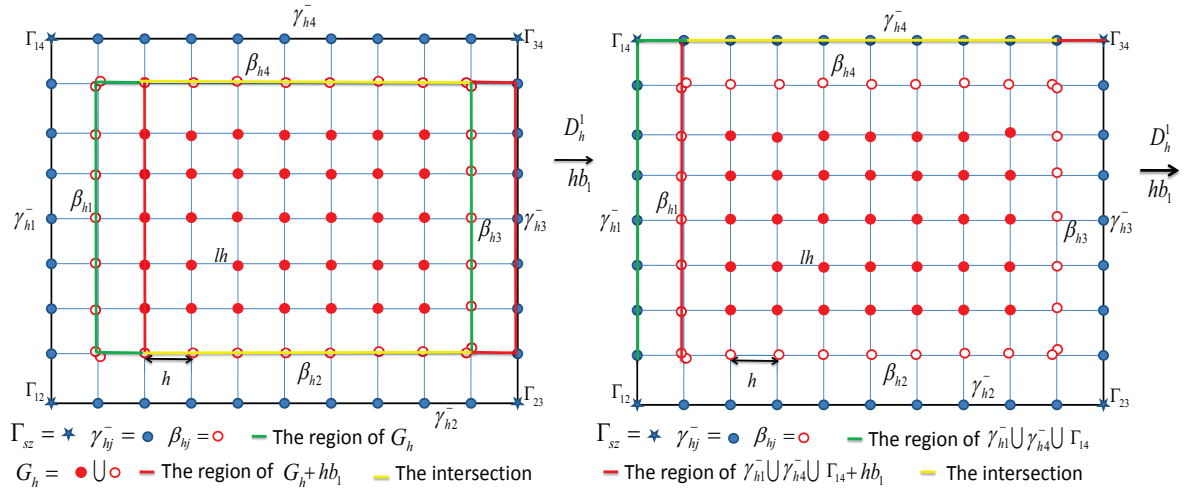 γ⁻h4
Γ14
Γ34
βh4
γ⁻h1
βh1
lh
βh3
γ⁻h3
h
βh2
Γ12
Γ23
γ⁻h2
D¹h
hb1
Γsz = ★ γ⁻hj = ● βhj = ○ — The region of Gh
Gh = ● ⋃ ○ — The region of Gh+hb1 — The intersection
γ⁻h4
Γ14
Γ34
βh4
γ⁻h1
βh1
lh
βh3
γ⁻h3
h
βh2
Γ12
Γ23
γ⁻h2
D¹h
hb1
Γsz = ★ γ⁻hj = ● βhj = ○ — The region of γ⁻h1⋃γ⁻h4⋃ Γ14
— The region of γ⁻h1⋃γ⁻h4⋃ Γ14+hb1 — The intersection